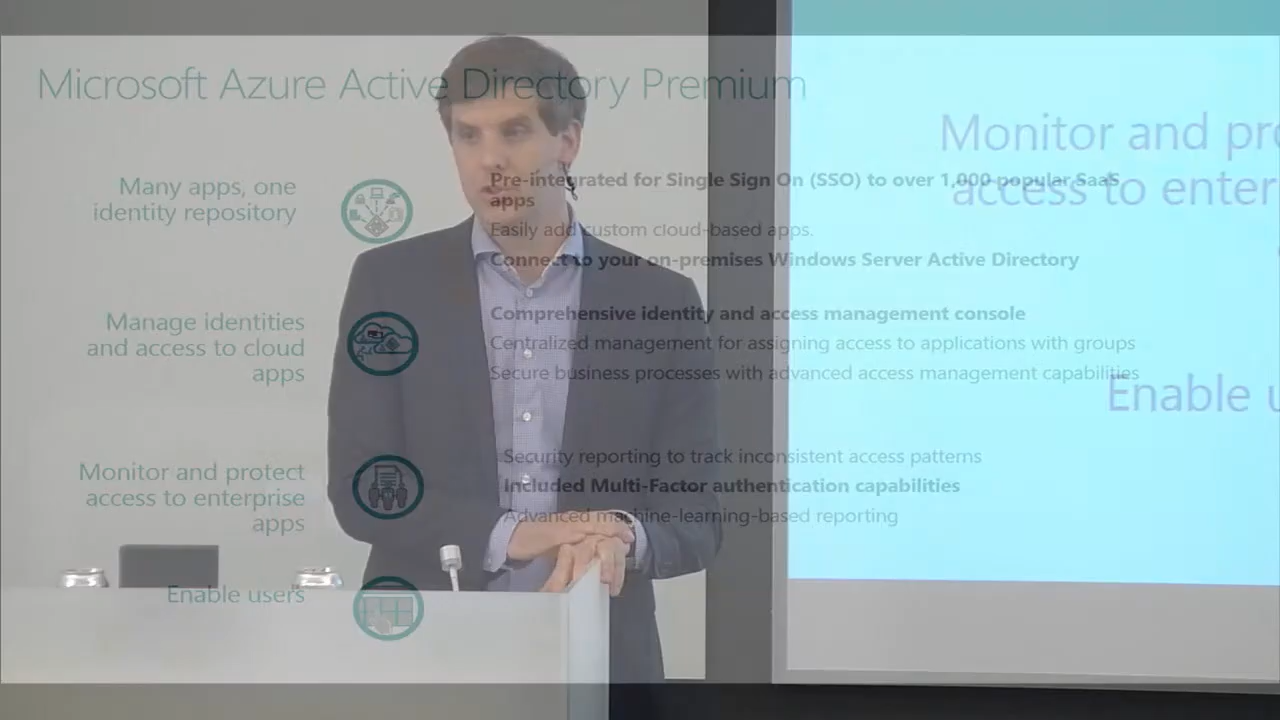 Microsoft Azure Active Directory Premium
Many apps, one
identity repository
Pre-integrated for Single Sign On (SSO) to over 1,000 popular SaaS
apps
Easily add custom cloud-based apps.
Connect to your on-premises Windows Server Active Directory
Manage identities
and access to cloud
apps
Comprehensive identity and access management console
Centralized management for assigning access to applications with groups
Secure business processes with advanced access management capabilities
Monitor and protect
access to enterprise
apps
Security reporting to track inconsistent access patterns
Included Multi-Factor authentication capabilities
Advanced machine-learning-based reporting
Enable users
Monitor and pro
access to enter
Enable u